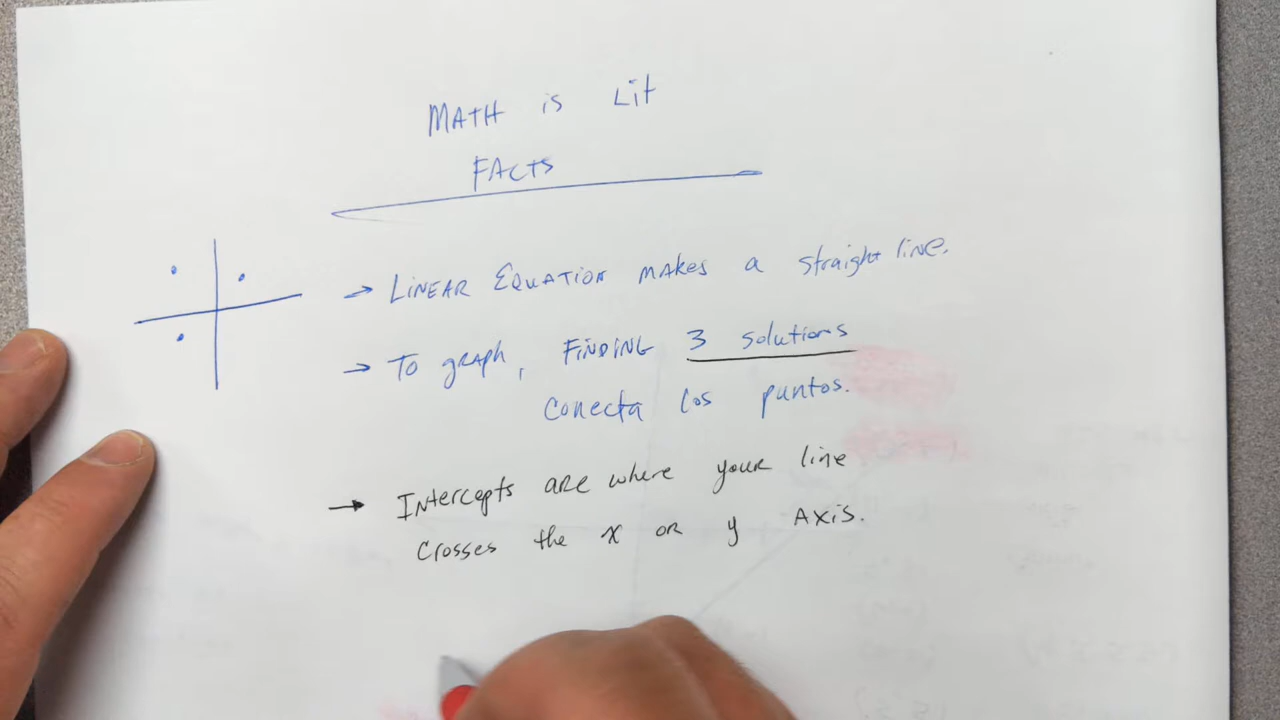 MATH is Lit
FACTS
→ LINEAR EQUATION MAKES a straight line.
→ To graph, FINDING 3 solutions
conecta los puntos.
→ Intercepts are where your line
crosses the x or y Axis.